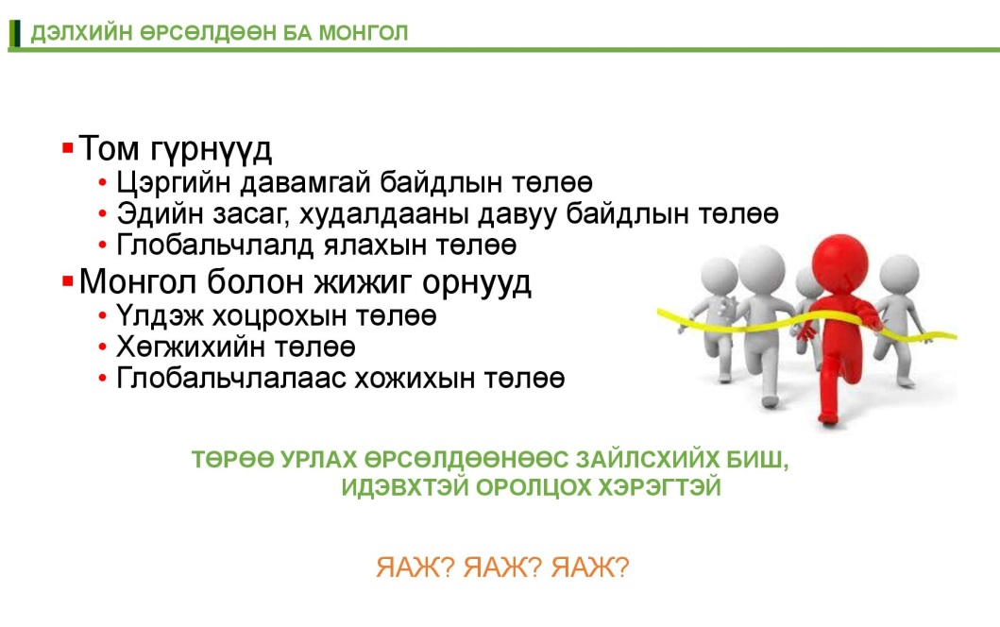 ДЭЛХИЙН ӨРСӨЛДӨӨН БА МОНГОЛ
Том гүрнүүд
Цэргийн давамгай байдлын төлөө
Эдийн засаг, худалдааны давуу байдлын төлөө
Глобальчлалд ялахын төлөө
Монгол болон жижиг орнууд
Үлдэж хоцрохын төлөө
Хөгжихийн төлөө
Глобальчлалаас хожихын төлөө
ТӨРӨӨ УРЛАХ ӨРСӨЛДӨӨНӨӨС ЗАЙЛСХИЙХ БИШ,
ИДЭВХТЭЙ ОРОЛЦОХ ХЭРЭГТЭЙ
ЯАЖ? ЯАЖ? ЯАЖ?